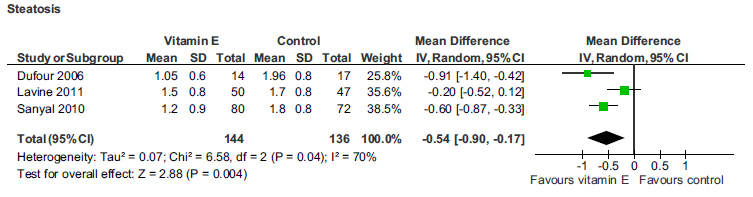 Steatosis
Vitamin E Control Mean Difference Mean Difference
Study or Subgroup Mean SD Total Mean SD Total Weight IV, Random, 95% CI IV, Random, 95% CI
Dufour 2006 1.05 0.6 14 1.96 0.8 17 25.8% -0.91 [-1.40, -0.42]
Lavine 2011 1.5 0.8 50 1.7 0.8 47 35.6% -0.20 [-0.52, 0.12]
Sanyal 2010 1.2 0.9 80 1.8 0.8 72 38.5% -0.60 [-0.87, -0.33]
Total (95% CI) 144 136 100.0% -0.54 [-0.90, -0.17]
Heterogeneity: Tau² = 0.07; Chi² = 6.58, df = 2 (P = 0.04); I² = 70%
Test for overall effect: Z = 2.88 (P = 0.004)
-1 -0.5 0 0.5 1
Favours vitamin E Favours control